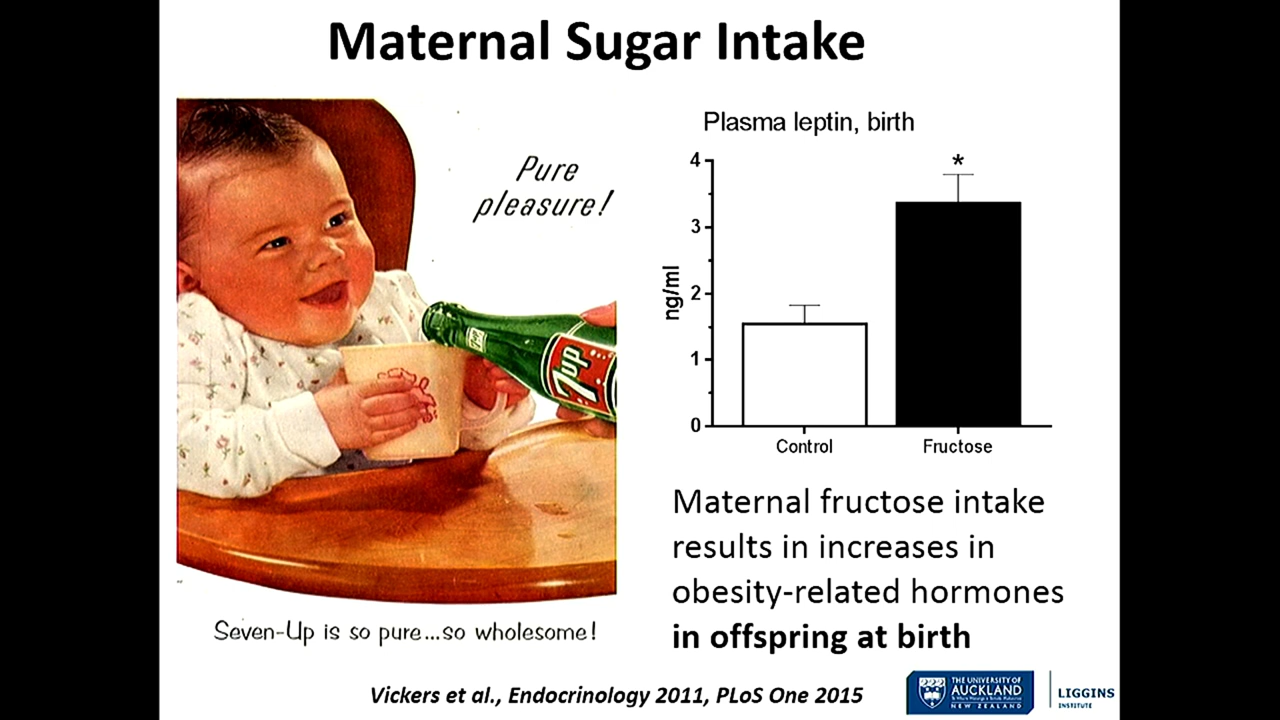 Maternal Sugar Intake
Pure
pleasure!
7up
Seven-Up is so pure...so wholesome!
Plasma leptin, birth
*
4
3
2
1
0
ng/ml
Control
Fructose
Maternal fructose intake
results in increases in
obesity-related hormones
in offspring at birth
Vickers et al., Endocrinology 2011, PLoS One 2015
THE UNIVERSITY OF
AUCKLAND
NEW ZEALAND
LIGGINS
INSTITUTE